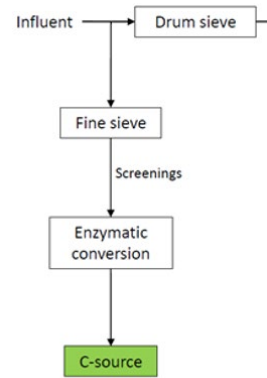 Influent
Drum sieve
Fine sieve
Screenings
Enzymatic
conversion
C-source